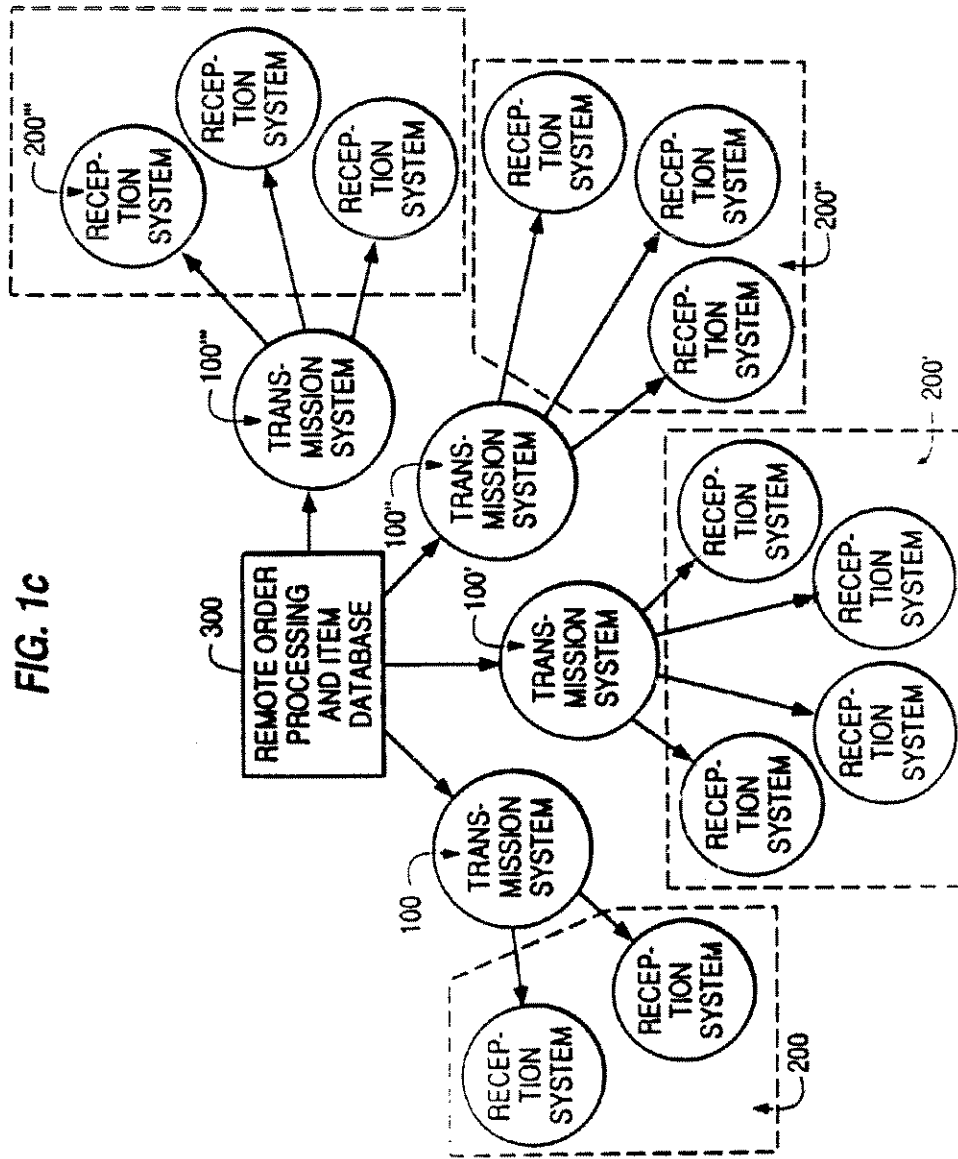 FIG. 1c
300
REMOTE ORDER
PROCESSING
AND ITEM
DATABASE
100
TRANS-
MISSION
SYSTEM
100'
TRANS-
MISSION
SYSTEM
100"
TRANS-
MISSION
SYSTEM
100'''
TRANS-
MISSION
SYSTEM
RECEP-
TION
SYSTEM
RECEP-
TION
SYSTEM
200
RECEP-
TION
SYSTEM
RECEP-
TION
SYSTEM
RECEP-
TION
SYSTEM
RECEP-
TION
SYSTEM
200'
RECEP-
TION
SYSTEM
RECEP-
TION
SYSTEM
RECEP-
TION
SYSTEM
200"
200'''
RECEP-
TION
SYSTEM
RECEP-
TION
SYSTEM
RECEP-
TION
SYSTEM